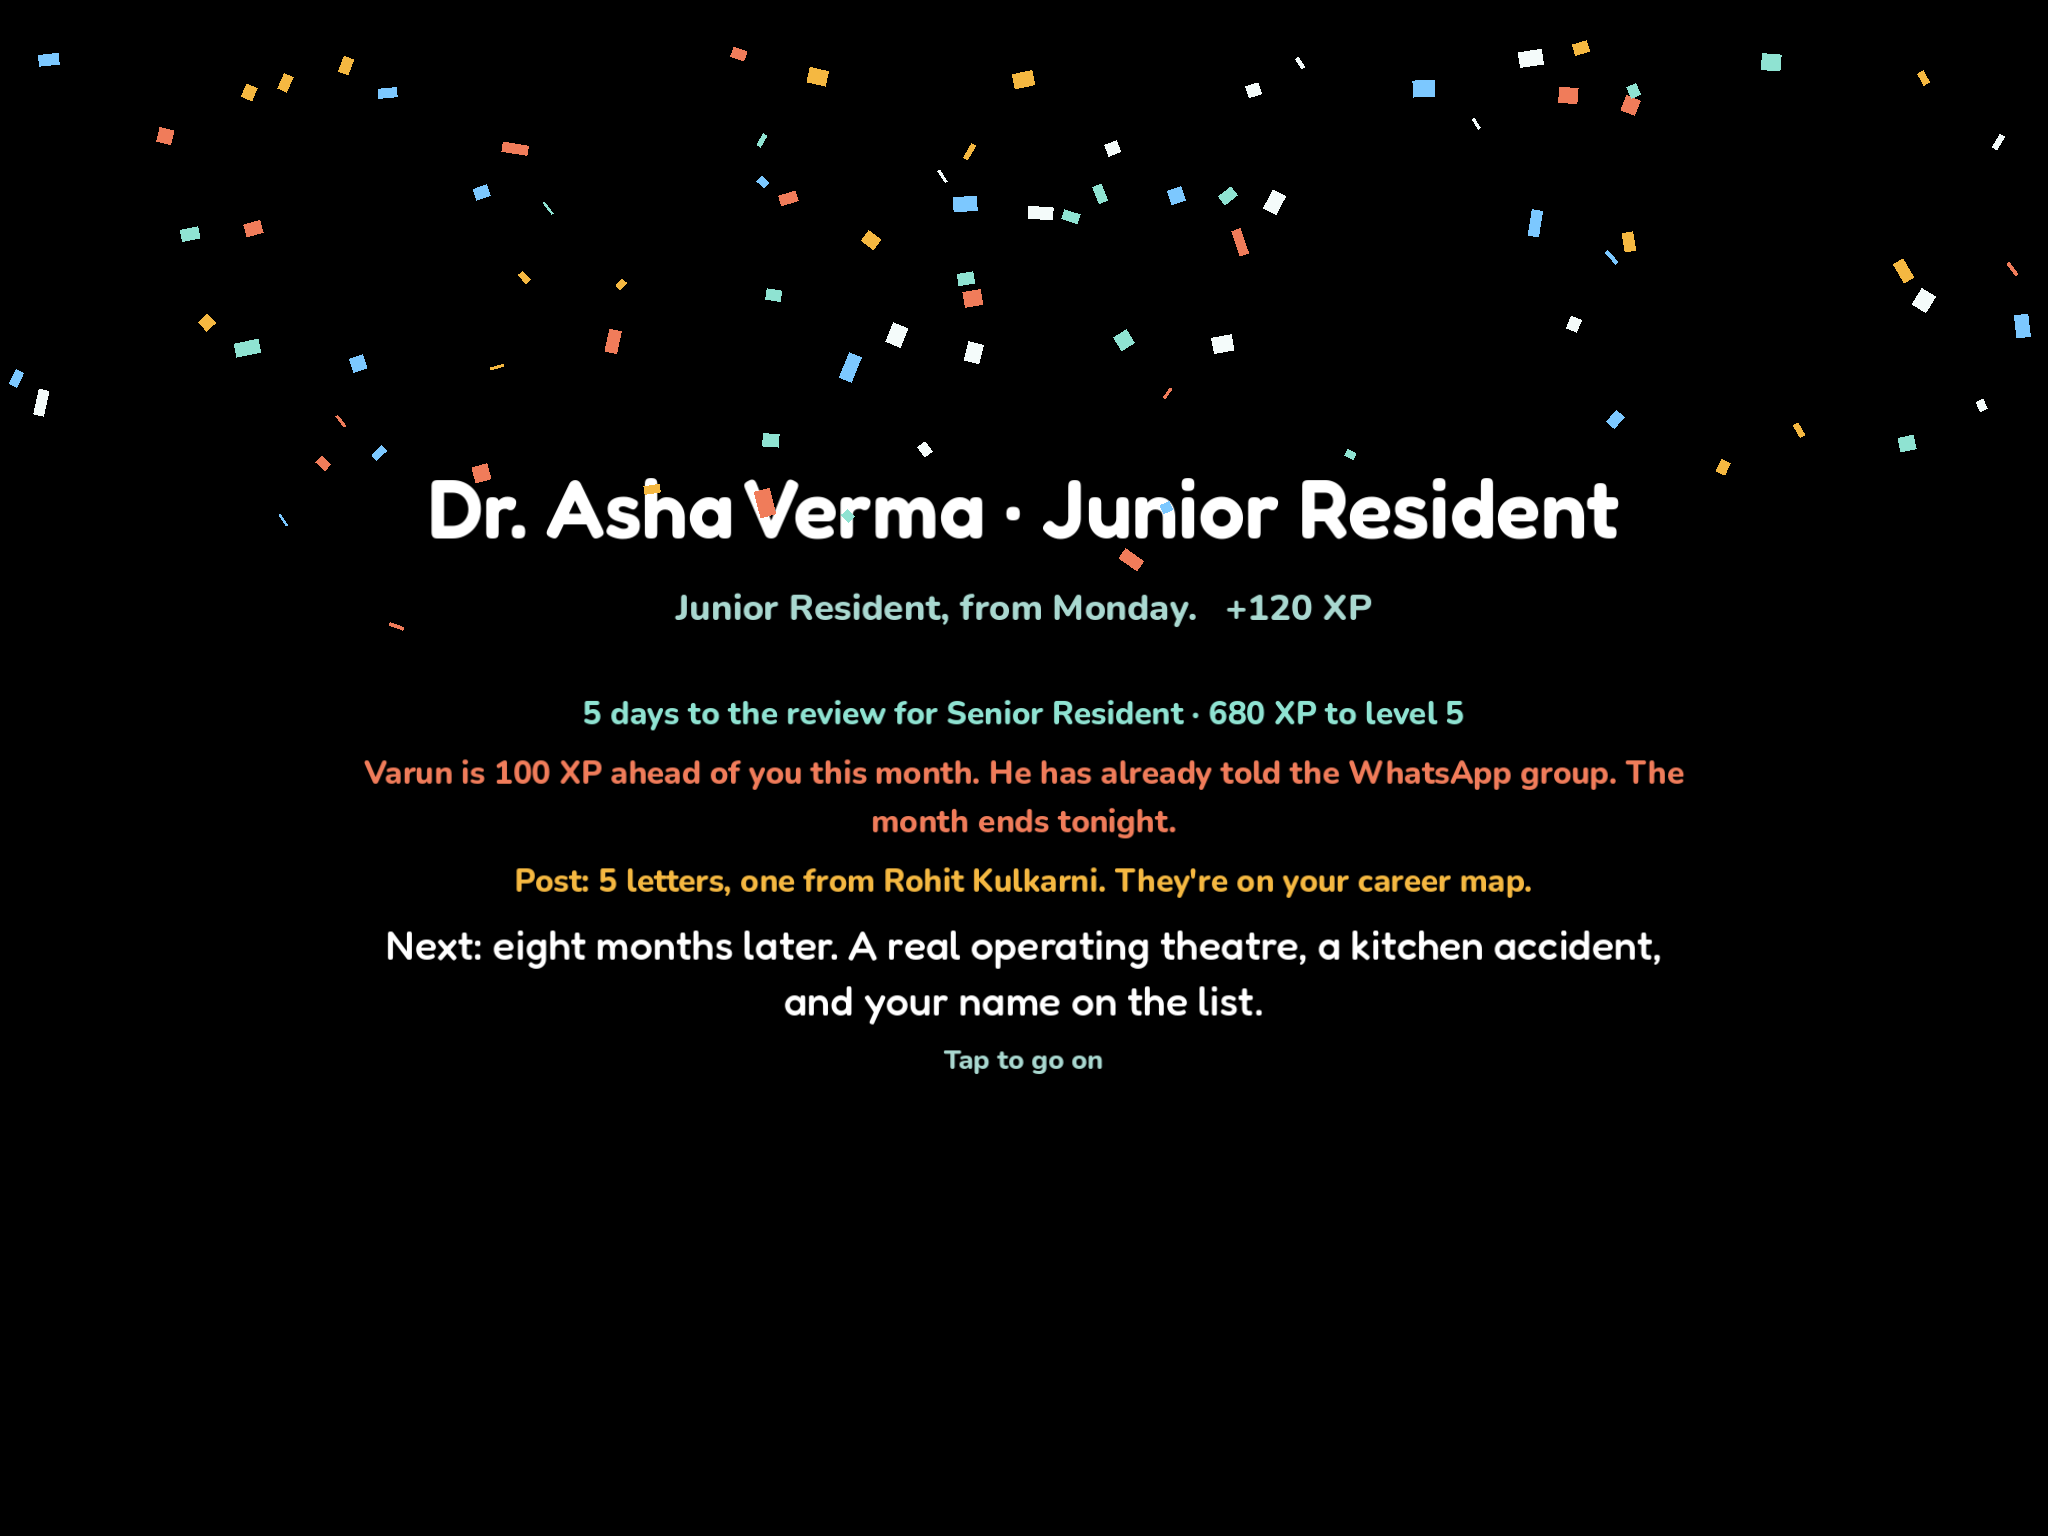 Dr. Asha Verma · Junior Resident
Junior Resident, from Monday. +120 XP
5 days to the review for Senior Resident · 680 XP to level 5
Varun is 100 XP ahead of you this month. He has already told the WhatsApp group. The
month ends tonight.
Post: 5 letters, one from Rohit Kulkarni. They're on your career map.
Next: eight months later. A real operating theatre, a kitchen accident,
and your name on the list.
Tap to go on